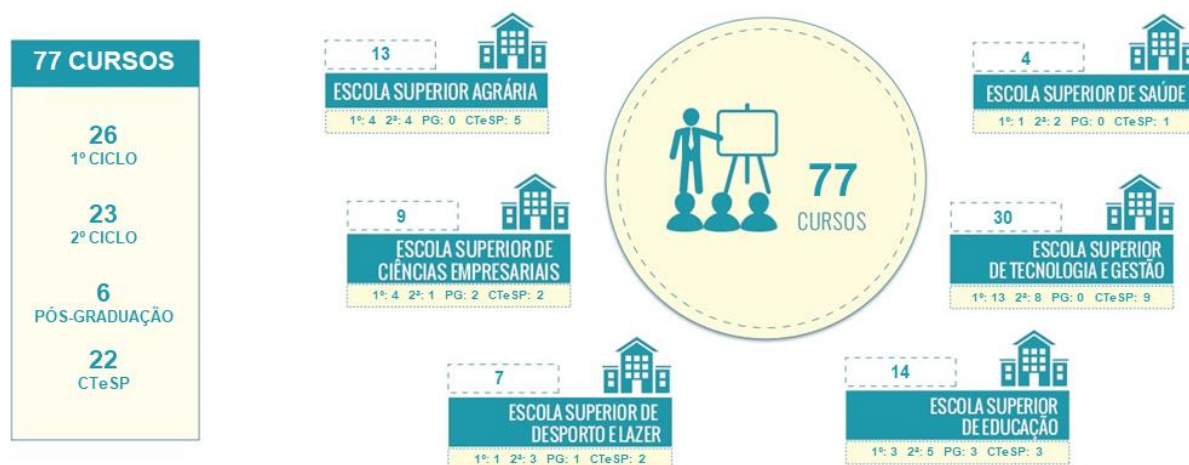 77 CURSOS
26
1º CICLO
23
2º CICLO
6
PÓS-GRADUAÇÃO
22
CTeSP
13
ESCOLA SUPERIOR AGRÁRIA
1º: 4 2ª: 4 PG: 0 CTeSP: 5
9
ESCOLA SUPERIOR DE
CIÊNCIAS EMPRESARIAIS
1º: 4 2ª: 1 PG: 2 CTeSP: 2
7
ESCOLA SUPERIOR DE
DESPORTO E LAZER
1º: 1 2ª: 3 PG: 1 CTeSP: 2
77
CURSOS
4
ESCOLA SUPERIOR DE SAÚDE
1º: 1 2ª: 2 PG: 0 CTeSP: 1
30
ESCOLA SUPERIOR
DE TECNOLOGIA E GESTÃO
1º: 13 2ª: 8 PG: 0 CTeSP: 9
14
ESCOLA SUPERIOR
DE EDUCAÇÃO
1º: 3 2ª: 5 PG: 3 CTeSP: 3